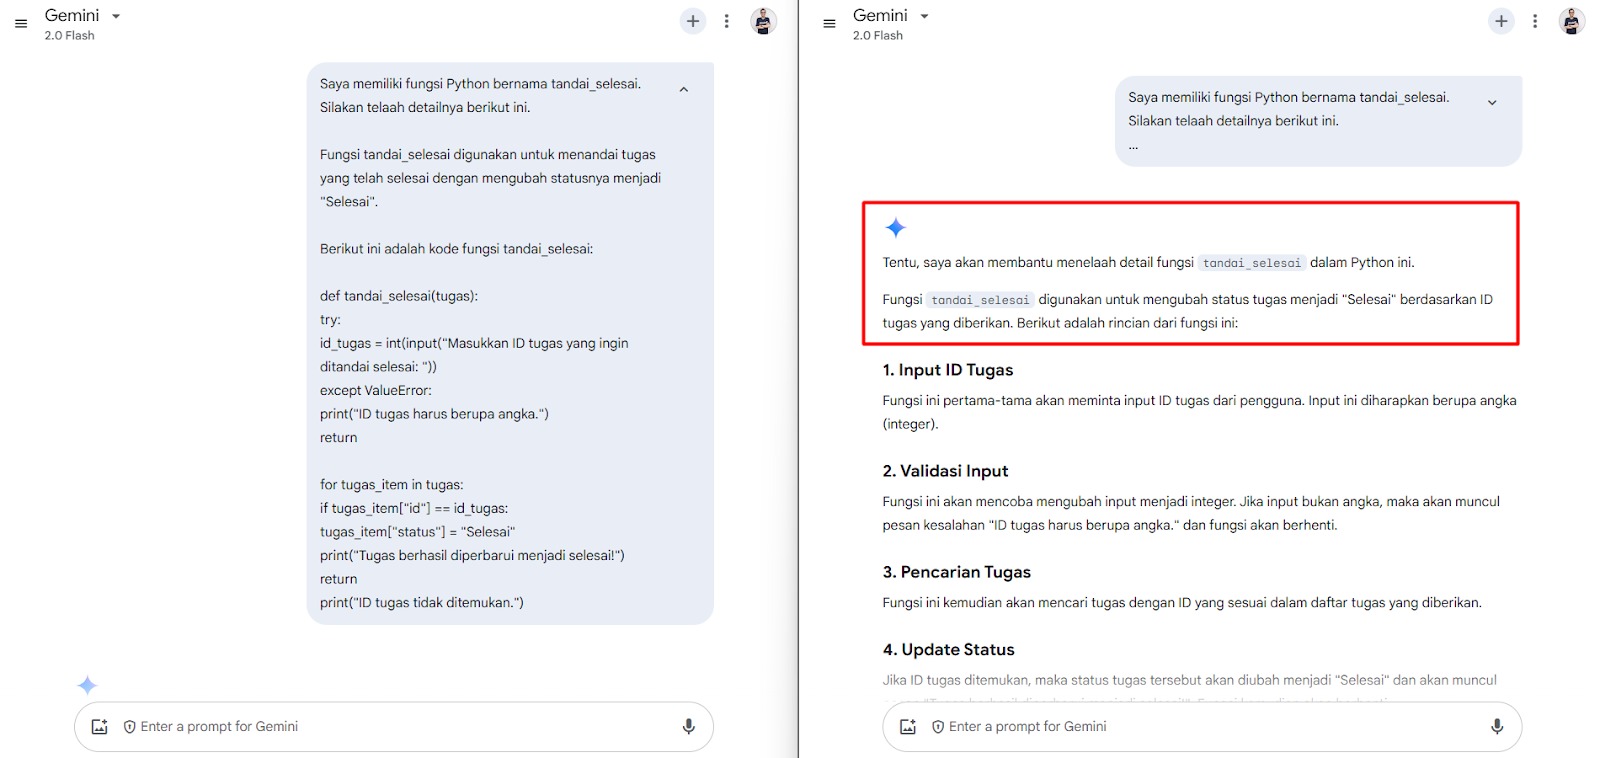 Gemini
2.0 Flash
Saya memiliki fungsi Python bernama tandai_selesai.
Silakan telaah detailnya berikut ini.
Fungsi tandai_selesai digunakan untuk menandai tugas
yang telah selesai dengan mengubah statusnya menjadi
"Selesai".
Berikut ini adalah kode fungsi tandai_selesai:
def tandai_selesai(tugas):
try:
id_tugas = int(input("Masukkan ID tugas yang ingin
ditandai selesai: "))
except ValueError:
print("ID tugas harus berupa angka.")
return
for tugas_item in tugas:
if tugas_item["id"] == id_tugas:
tugas_item["status"] = "Selesai"
print("Tugas berhasil diperbarui menjadi selesai!")
return
print("ID tugas tidak ditemukan.")
Enter a prompt for Gemini
Gemini
2.0 Flash
Saya memiliki fungsi Python bernama tandai_selesai.
Silakan telaah detailnya berikut ini.
...
Tentu, saya akan membantu menelaah detail fungsi tandai_selesai dalam Python ini.
Fungsi tandai_selesai digunakan untuk mengubah status tugas menjadi "Selesai" berdasarkan ID
tugas yang diberikan. Berikut adalah rincian dari fungsi ini:
1. Input ID Tugas
Fungsi ini pertama-tama akan meminta input ID tugas dari pengguna. Input ini diharapkan berupa angka
(integer).
2. Validasi Input
Fungsi ini akan mencoba mengubah input menjadi integer. Jika input bukan angka, maka akan muncul
pesan kesalahan "ID tugas harus berupa angka." dan fungsi akan berhenti.
3. Pencarian Tugas
Fungsi ini kemudian akan mencari tugas dengan ID yang sesuai dalam daftar tugas yang diberikan.
4. Update Status
Jika ID tugas ditemukan, maka status tugas tersebut akan diubah menjadi "Selesai" dan akan muncul
Enter a prompt for Gemini